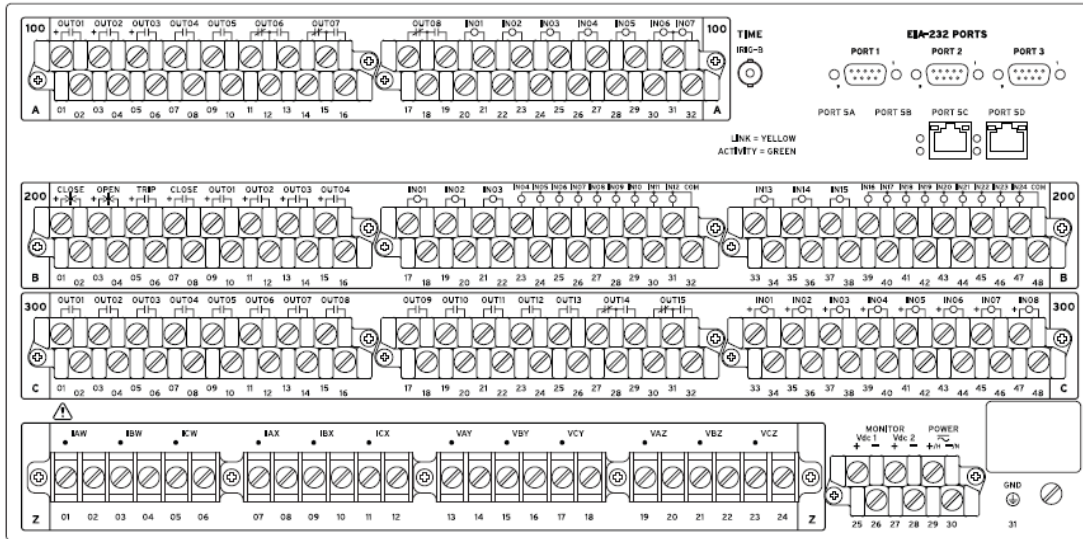 100 OUT01 OUT02 OUT03 OUT04 OUT05 OUT06 OUT07 OUT08 IN01 IN02 IN03 IN04 IN05 IN06 IN07 100
+ + +
TIME
IRIG-B
EIA-232 PORTS
PORT 1 PORT 2 PORT 3
1 1 1
A 01 02 03 04 05 06 07 08 09 10 11 12 13 14 15 16 17 18 19 20 21 22 23 24 25 26 27 28 29 30 31 32 A
PORT 5A PORT 5B PORT 5C PORT 5D
LINK = YELLOW
ACTIVITY = GREEN
200 CLOSE OPEN TRIP CLOSE OUT01 OUT02 OUT03 OUT04 IN01 IN02 IN03 IN04 IN05 IN06 IN07 IN08 IN09 IN10 IN11 IN12 COM IN13 IN14 IN15 IN16 IN17 IN18 IN19 IN20 IN21 IN22 IN23 IN24 COM 200
+ + + + + + + +
B 01 02 03 04 05 06 07 08 09 10 11 12 13 14 15 16 17 18 19 20 21 22 23 24 25 26 27 28 29 30 31 32 33 34 35 36 37 38 39 40 41 42 43 44 45 46 47 48 B
300 OUT01 OUT02 OUT03 OUT04 OUT05 OUT06 OUT07 OUT08 OUT09 OUT10 OUT11 OUT12 OUT13 OUT14 OUT15 IN01 IN02 IN03 IN04 IN05 IN06 IN07 IN08 300
+ + + + + + + +
C 01 02 03 04 05 06 07 08 09 10 11 12 13 14 15 16 17 18 19 20 21 22 23 24 25 26 27 28 29 30 31 32 33 34 35 36 37 38 39 40 41 42 43 44 45 46 47 48 C
!
IAW IBW ICW IAX IBX ICX VAY VBY VCY VAZ VBZ VCZ
MONITOR POWER
Vdc 1 Vdc 2
+ − + − +/H −/N
GND
Z 01 02 03 04 05 06 07 08 09 10 11 12 13 14 15 16 17 18 19 20 21 22 23 24 Z
25 26 27 28 29 30 31